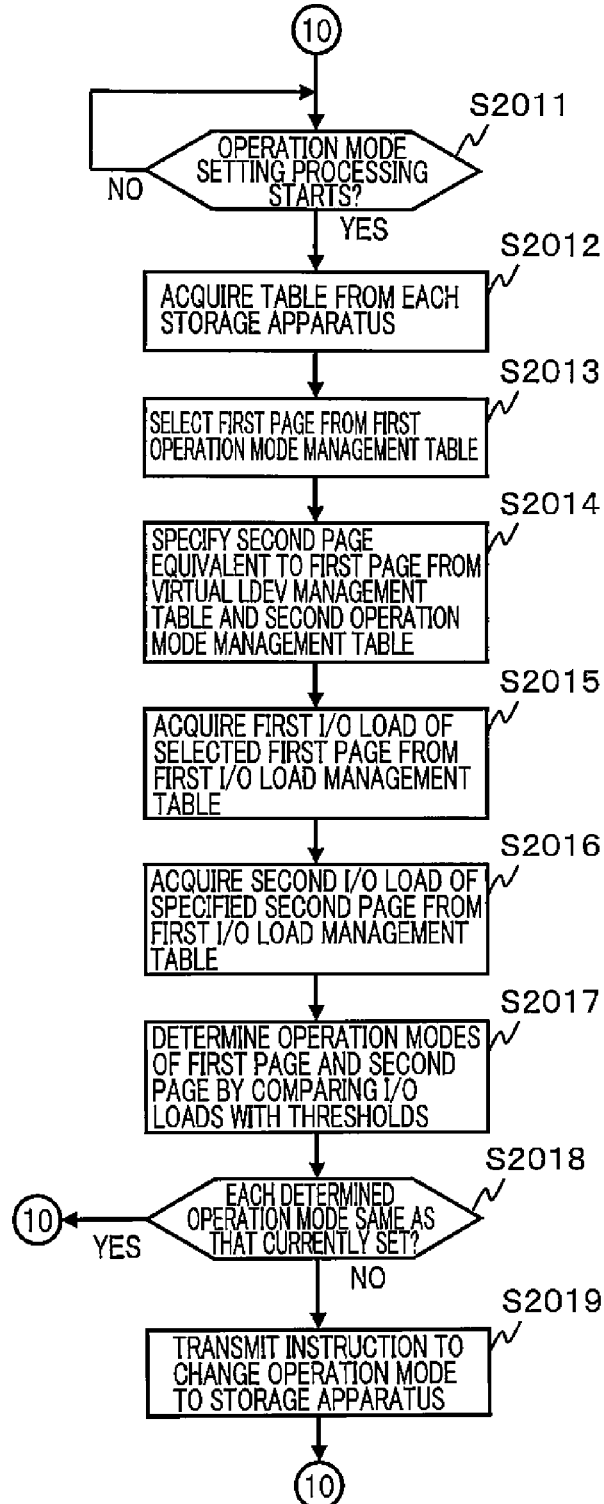 10
S2011
OPERATION MODE
SETTING PROCESSING
STARTS?
NO
YES
S2012
ACQUIRE TABLE FROM EACH
STORAGE APPARATUS
S2013
SELECT FIRST PAGE FROM FIRST
OPERATION MODE MANAGEMENT TABLE
S2014
SPECIFY SECOND PAGE
EQUIVALENT TO FIRST PAGE FROM
VIRTUAL LDEV MANAGEMENT
TABLE AND SECOND OPERATION
MODE MANAGEMENT TABLE
S2015
ACQUIRE FIRST I/O LOAD OF
SELECTED FIRST PAGE FROM
FIRST I/O LOAD MANAGEMENT
TABLE
S2016
ACQUIRE SECOND I/O LOAD OF
SPECIFIED SECOND PAGE FROM
FIRST I/O LOAD MANAGEMENT
TABLE
S2017
DETERMINE OPERATION MODES
OF FIRST PAGE AND SECOND
PAGE BY COMPARING I/O
LOADS WITH THRESHOLDS
S2018
EACH DETERMINED
OPERATION MODE SAME AS
THAT CURRENTLY SET?
10
YES
NO
S2019
TRANSMIT INSTRUCTION TO
CHANGE OPERATION MODE
TO STORAGE APPARATUS
10